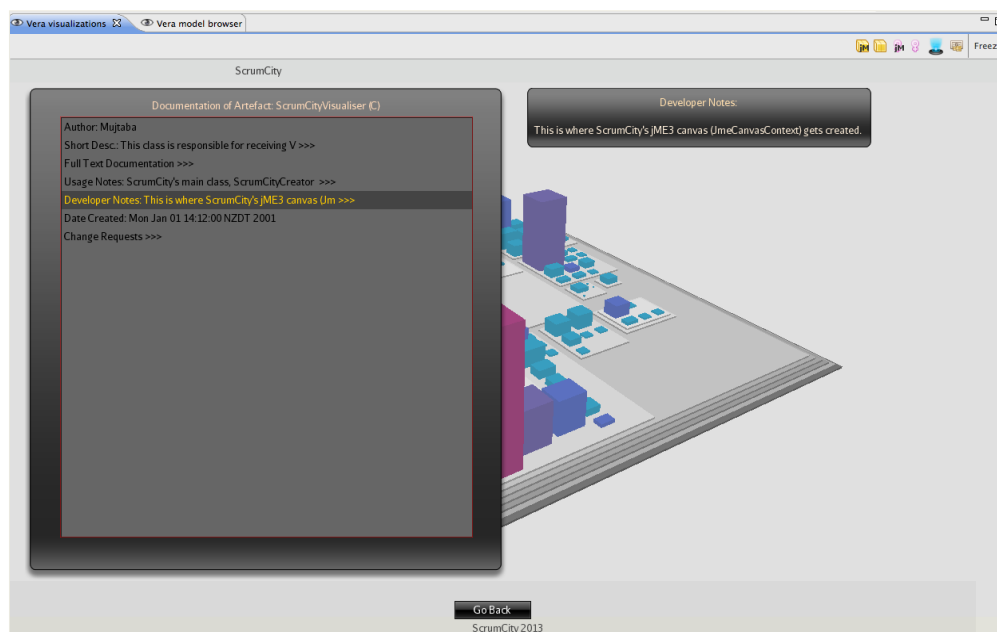 Vera visualizations
Vera model browser
Freez
ScrumCity
Documentation of Artefact: ScrumCityVisualiser (C)
Author: Mujtaba
Short Desc.: This class is responsible for receiving V >>>
Full Text Documentation >>>
Usage Notes: ScrumCity's main class, ScrumCityCreator >>>
Developer Notes: This is where ScrumCity's jME3 canvas (Jm >>>
Date Created: Mon Jan 01 14:12:00 NZDT 2001
Change Requests >>>
Developer Notes:
This is where ScrumCity's jME3 canvas (JmeCanvasContext) gets created.
Go Back
ScrumCity 2013